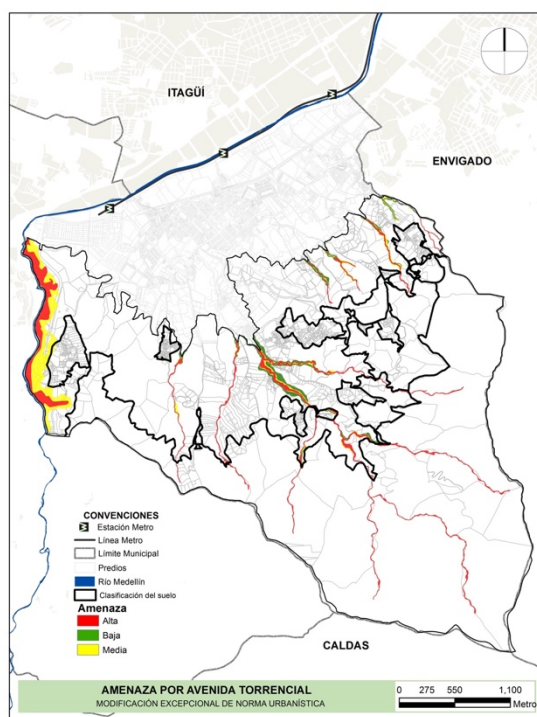 ITAGÜÍ
ENVIGADO
CALDAS
CONVENCIONES
Estación Metro
Línea Metro
Límite Municipal
Predios
Río Medellín
Clasificación del suelo
Amenaza
Alta
Baja
Media
AMENAZA POR AVENIDA TORRENCIAL
MODIFICACIÓN EXCEPCIONAL DE NORMA URBANÍSTICA
0 275 550 1,100
Metro